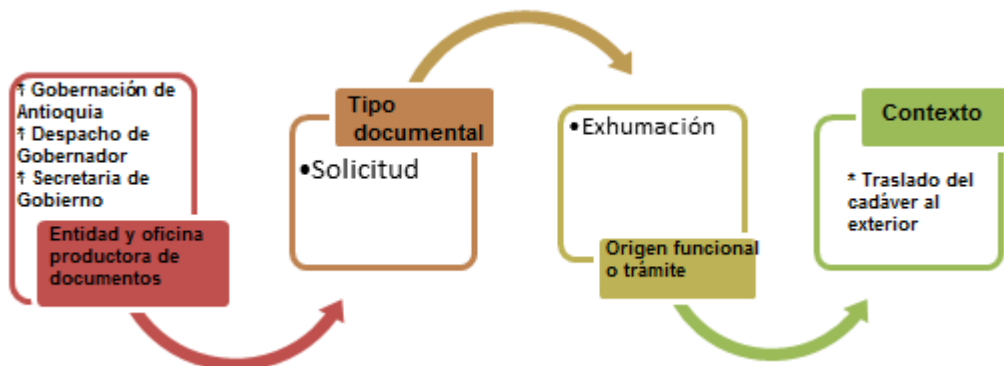 * Gobernación de
Antioquia
* Despacho de
Gobernador
* Secretaria de
Gobierno
Entidad y oficina
productora de
documentos
Tipo
documental
•Solicitud
•Exhumación
Origen funcional
o trámite
Contexto
* Traslado del
cadáver al
exterior